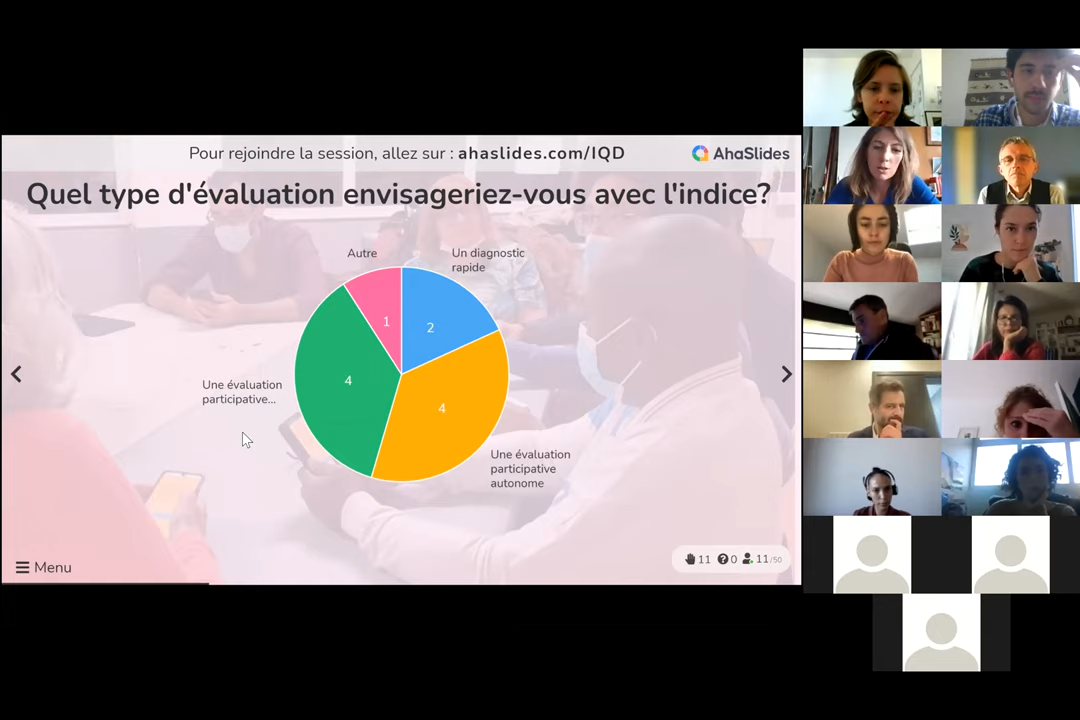 Pour rejoindre la session, allez sur : ahaslides.com/IQD
AhaSlides
Quel type d'évaluation envisageriez-vous avec l'indice?
Autre
Un diagnostic
rapide
1
2
4
Une évaluation
participative...
4
Une évaluation
participative
autonome
Menu
11
0
11/50